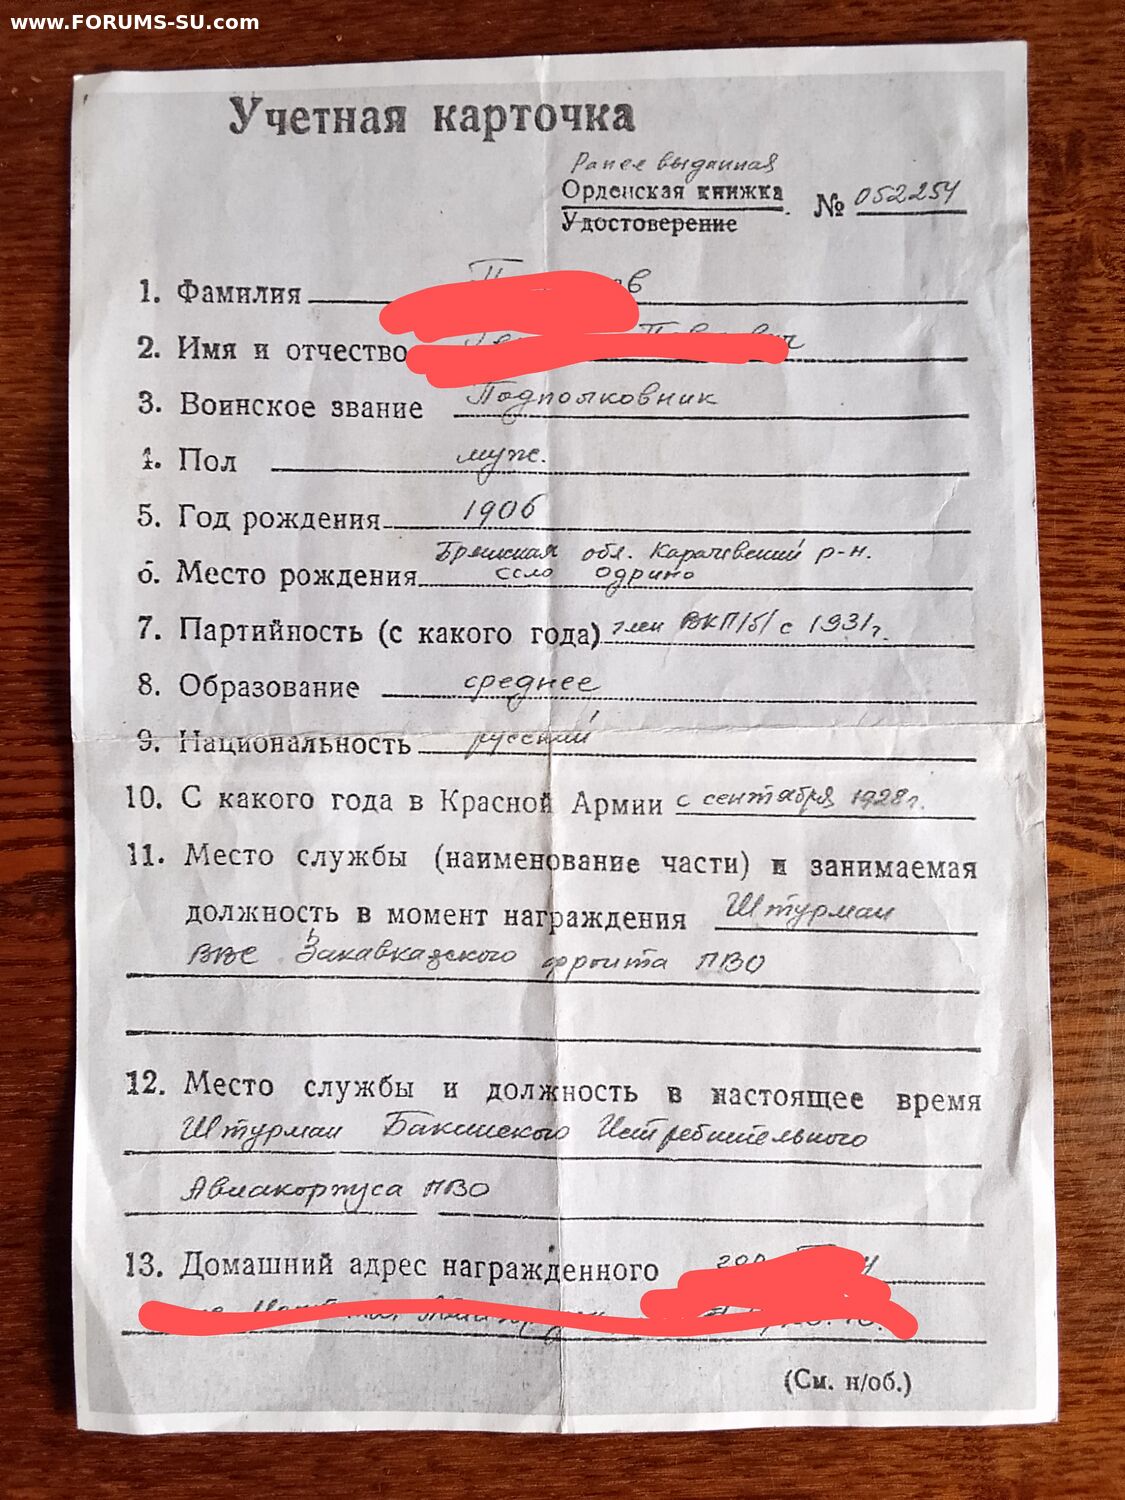 www.FORUMS-SU.com
Учетная карточка
Ранее выданная
Орденская книжка № 052254
Удостоверение
1. Фамилия
2. Имя и отчество
3. Воинское звание Подполковник
4. Пол муж.
5. Год рождения 1906
Брянская обл. Карачевский р-н.
6. Место рождения село Одрино
7. Партийность (с какого года) член ВКП/б/ с 1931г.
8. Образование среднее
9. Национальность русский
10. С какого года в Красной Армии с сентября 1928г.
11. Место службы (наименование части) и занимаемая
должность в момент награждения Штурман
ВВС Закавказского фронта ПВО
12. Место службы и должность в настоящее время
Штурман Бакинского Истребительного
Авиакорпуса ПВО
13. Домашний адрес награжденного гор.
(См. н/об.)